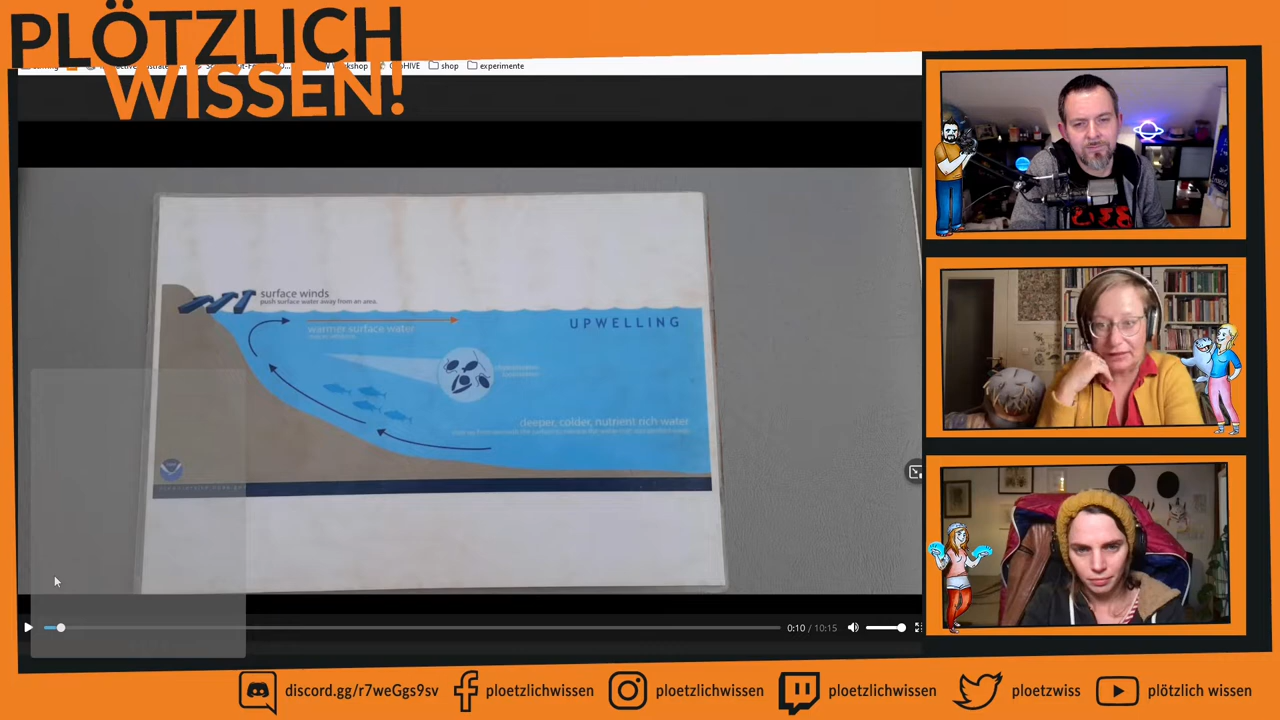 PLÖTZLICH
WISSEN!
shop
experimente
surface winds
push surface water away from an area.
warmer surface water
UPWELLING
deeper, colder, nutrient rich water
0:10 / 10:15
discord.gg/r7weGgs9sv
ploetzlichwissen
ploetzlichwissen
ploetzlichwissen
ploetzwiss
plötzlich wissen